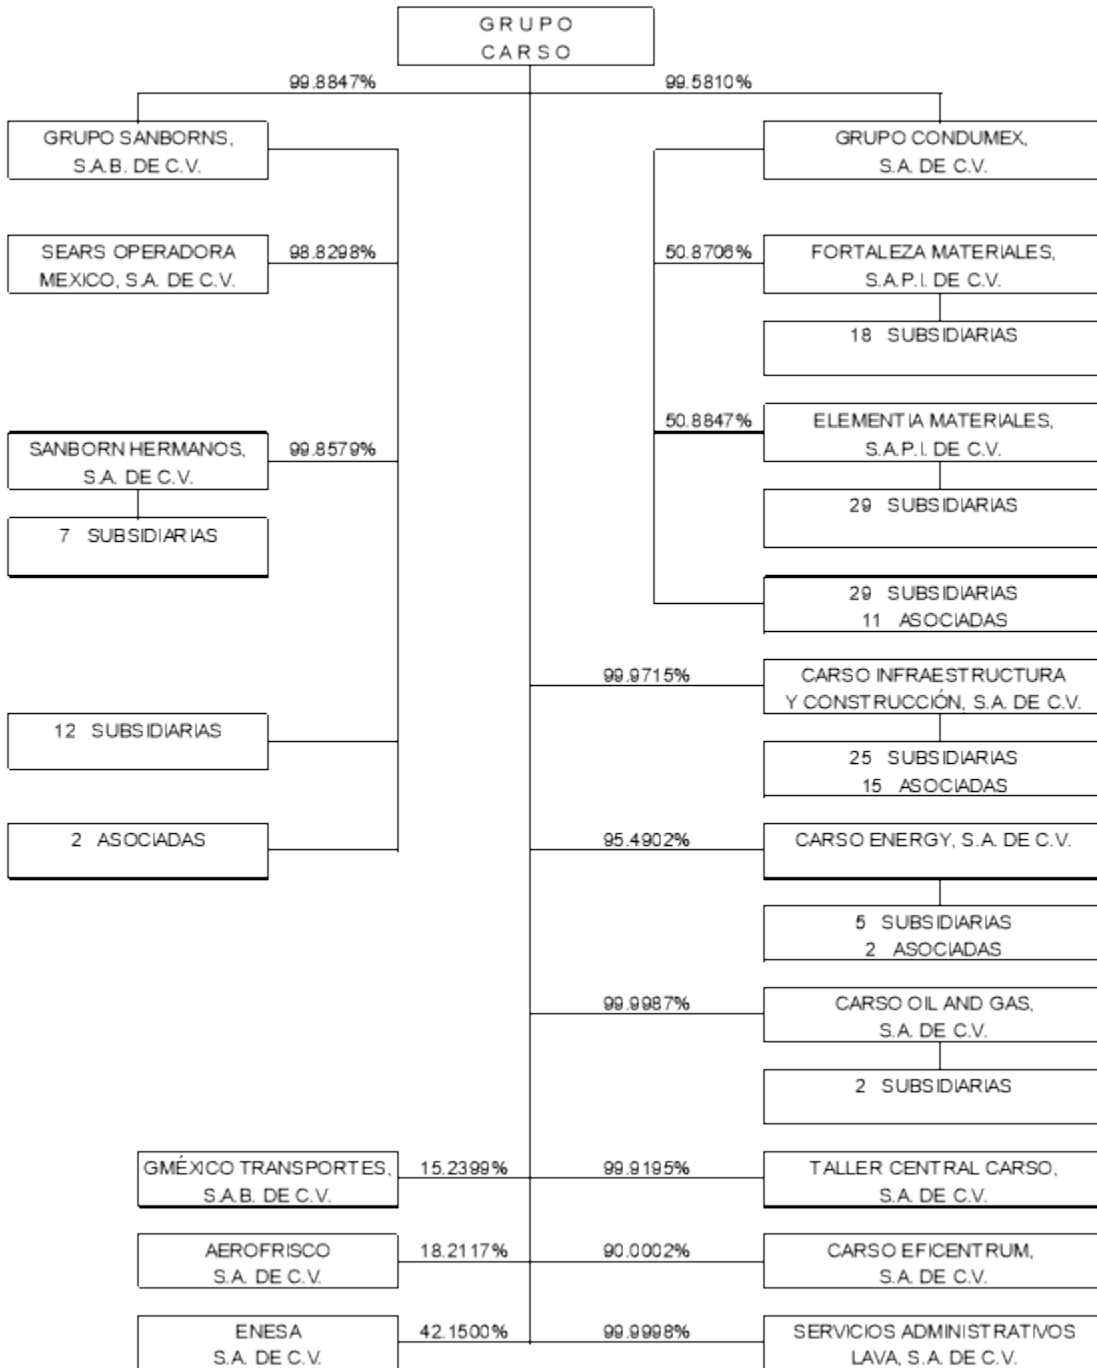 GRUPO
CARSO
99.8847%
99.5810%
GRUPO SANBORNS,
S.A.B. DE C.V.
GRUPO CONDUMEX,
S.A. DE C.V.
SEARS OPERADORA
MEXICO, S.A. DE C.V.
98.8298%
50.8706%
FORTALEZA MATERIALES,
S.A.P.I. DE C.V.
18 SUBSIDIARIAS
SANBORN HERMANOS,
S.A. DE C.V.
99.8579%
50.8847%
ELEMENTIA MATERIALES,
S.A.P.I. DE C.V.
7 SUBSIDIARIAS
29 SUBSIDIARIAS
29 SUBSIDIARIAS
11 ASOCIADAS
99.9715%
CARSO INFRAESTRUCTURA
Y CONSTRUCCIÓN, S.A. DE C.V.
12 SUBSIDIARIAS
25 SUBSIDIARIAS
15 ASOCIADAS
2 ASOCIADAS
95.4902%
CARSO ENERGY, S.A. DE C.V.
5 SUBSIDIARIAS
2 ASOCIADAS
99.9987%
CARSO OIL AND GAS,
S.A. DE C.V.
2 SUBSIDIARIAS
GMÉXICO TRANSPORTES,
S.A.B. DE C.V.
15.2399%
99.9195%
TALLER CENTRAL CARSO,
S.A. DE C.V.
AEROFRISCO
S.A. DE C.V.
18.2117%
90.0002%
CARSO EFICENTRUM,
S.A. DE C.V.
ENESA
S.A. DE C.V.
42.1500%
99.9998%
SERVICIOS ADMINISTRATIVOS
LAVA, S.A. DE C.V.